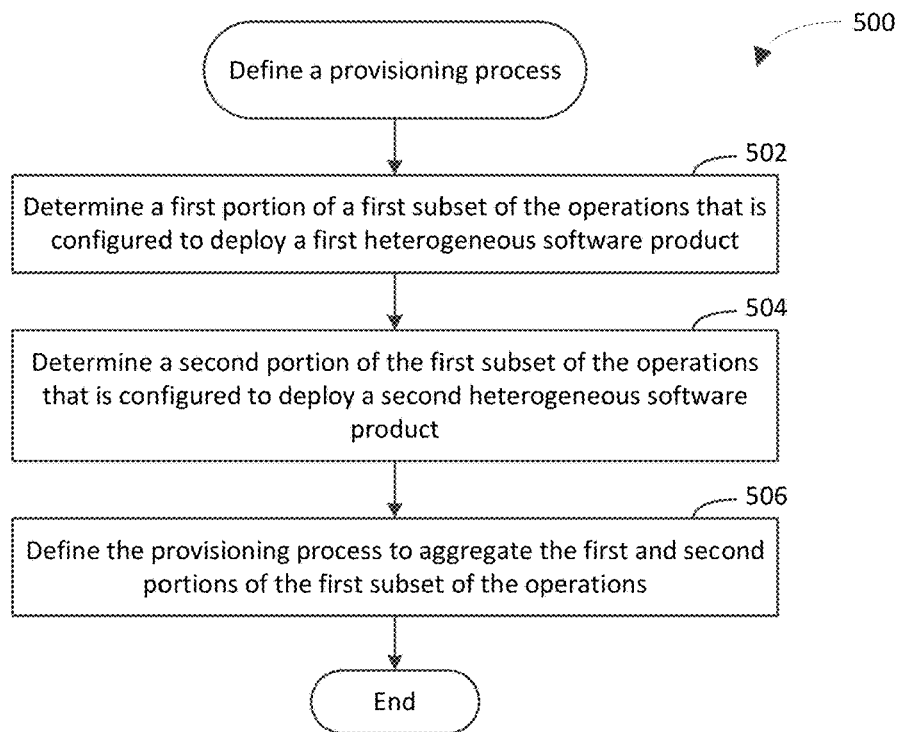 500
Define a provisioning process
502
Determine a first portion of a first subset of the operations that is
configured to deploy a first heterogeneous software product
504
Determine a second portion of the first subset of the operations
that is configured to deploy a second heterogeneous software
product
506
Define the provisioning process to aggregate the first and second
portions of the first subset of the operations
End